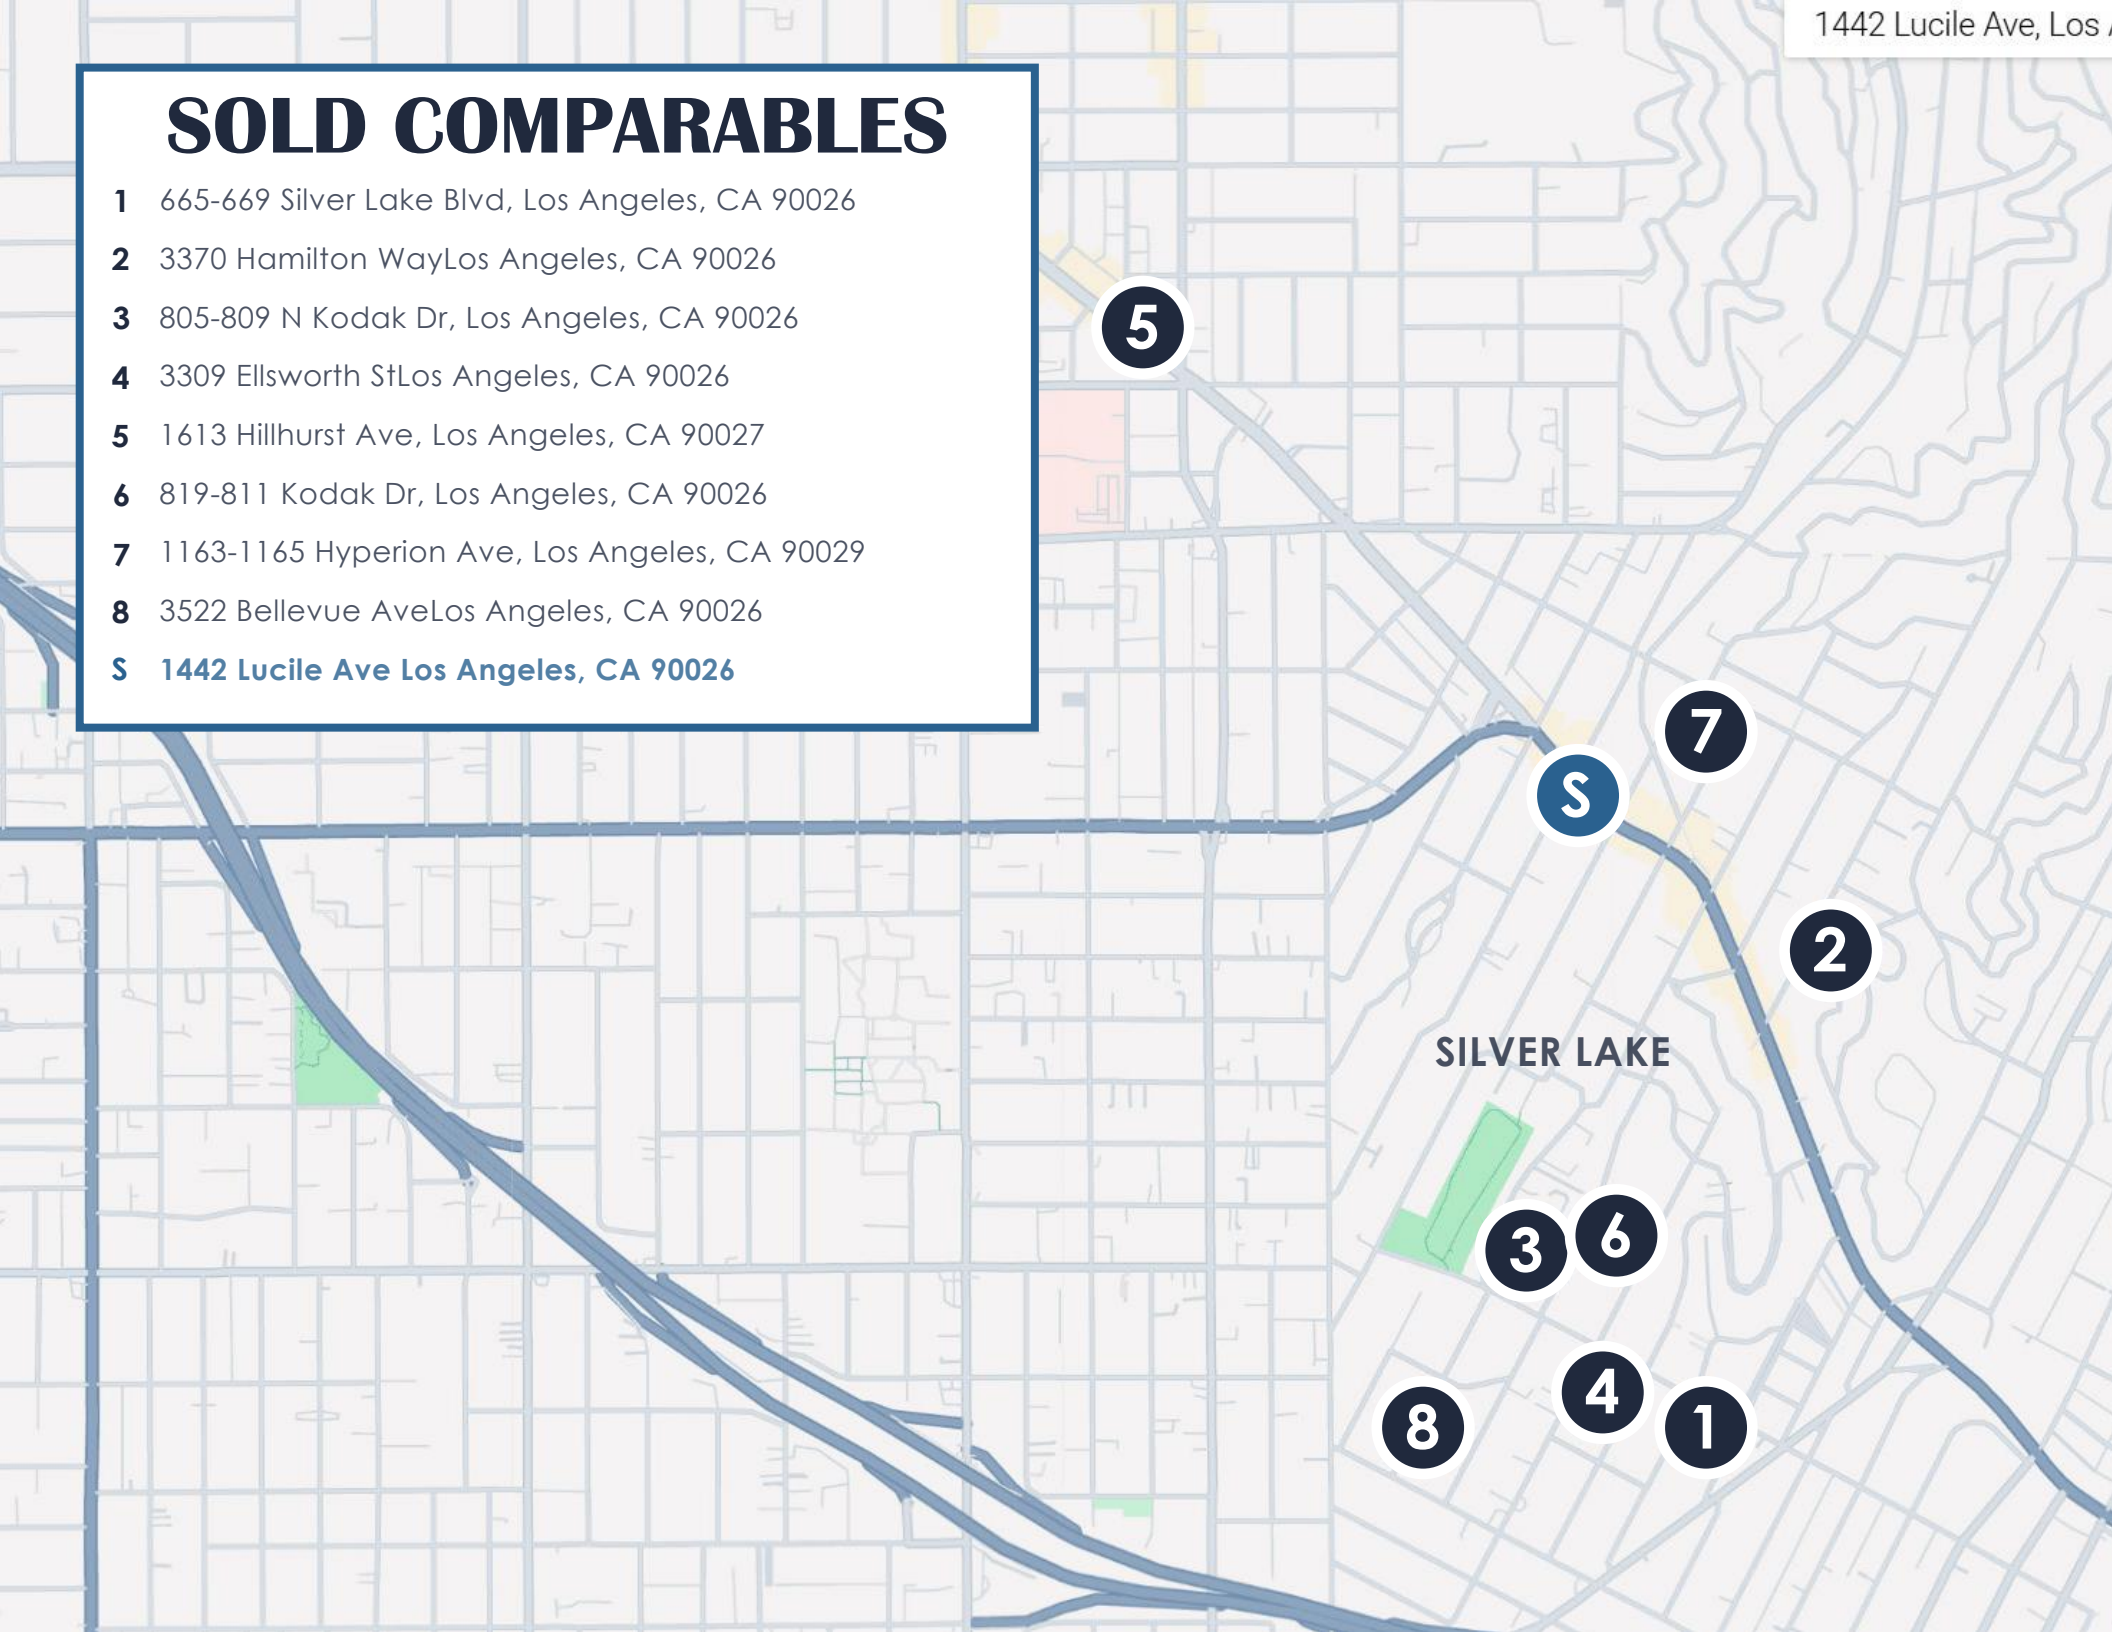 1442 Lucile Ave, Los
SOLD COMPARABLES
1 665-669 Silver Lake Blvd, Los Angeles, CA 90026
2 3370 Hamilton WayLos Angeles, CA 90026
3 805-809 N Kodak Dr, Los Angeles, CA 90026
4 3309 Ellsworth StLos Angeles, CA 90026
5 1613 Hillhurst Ave, Los Angeles, CA 90027
6 819-811 Kodak Dr, Los Angeles, CA 90026
7 1163-1165 Hyperion Ave, Los Angeles, CA 90029
8 3522 Bellevue AveLos Angeles, CA 90026
S 1442 Lucile Ave Los Angeles, CA 90026
5
7
S
2
SILVER LAKE
3 6
4
8 1